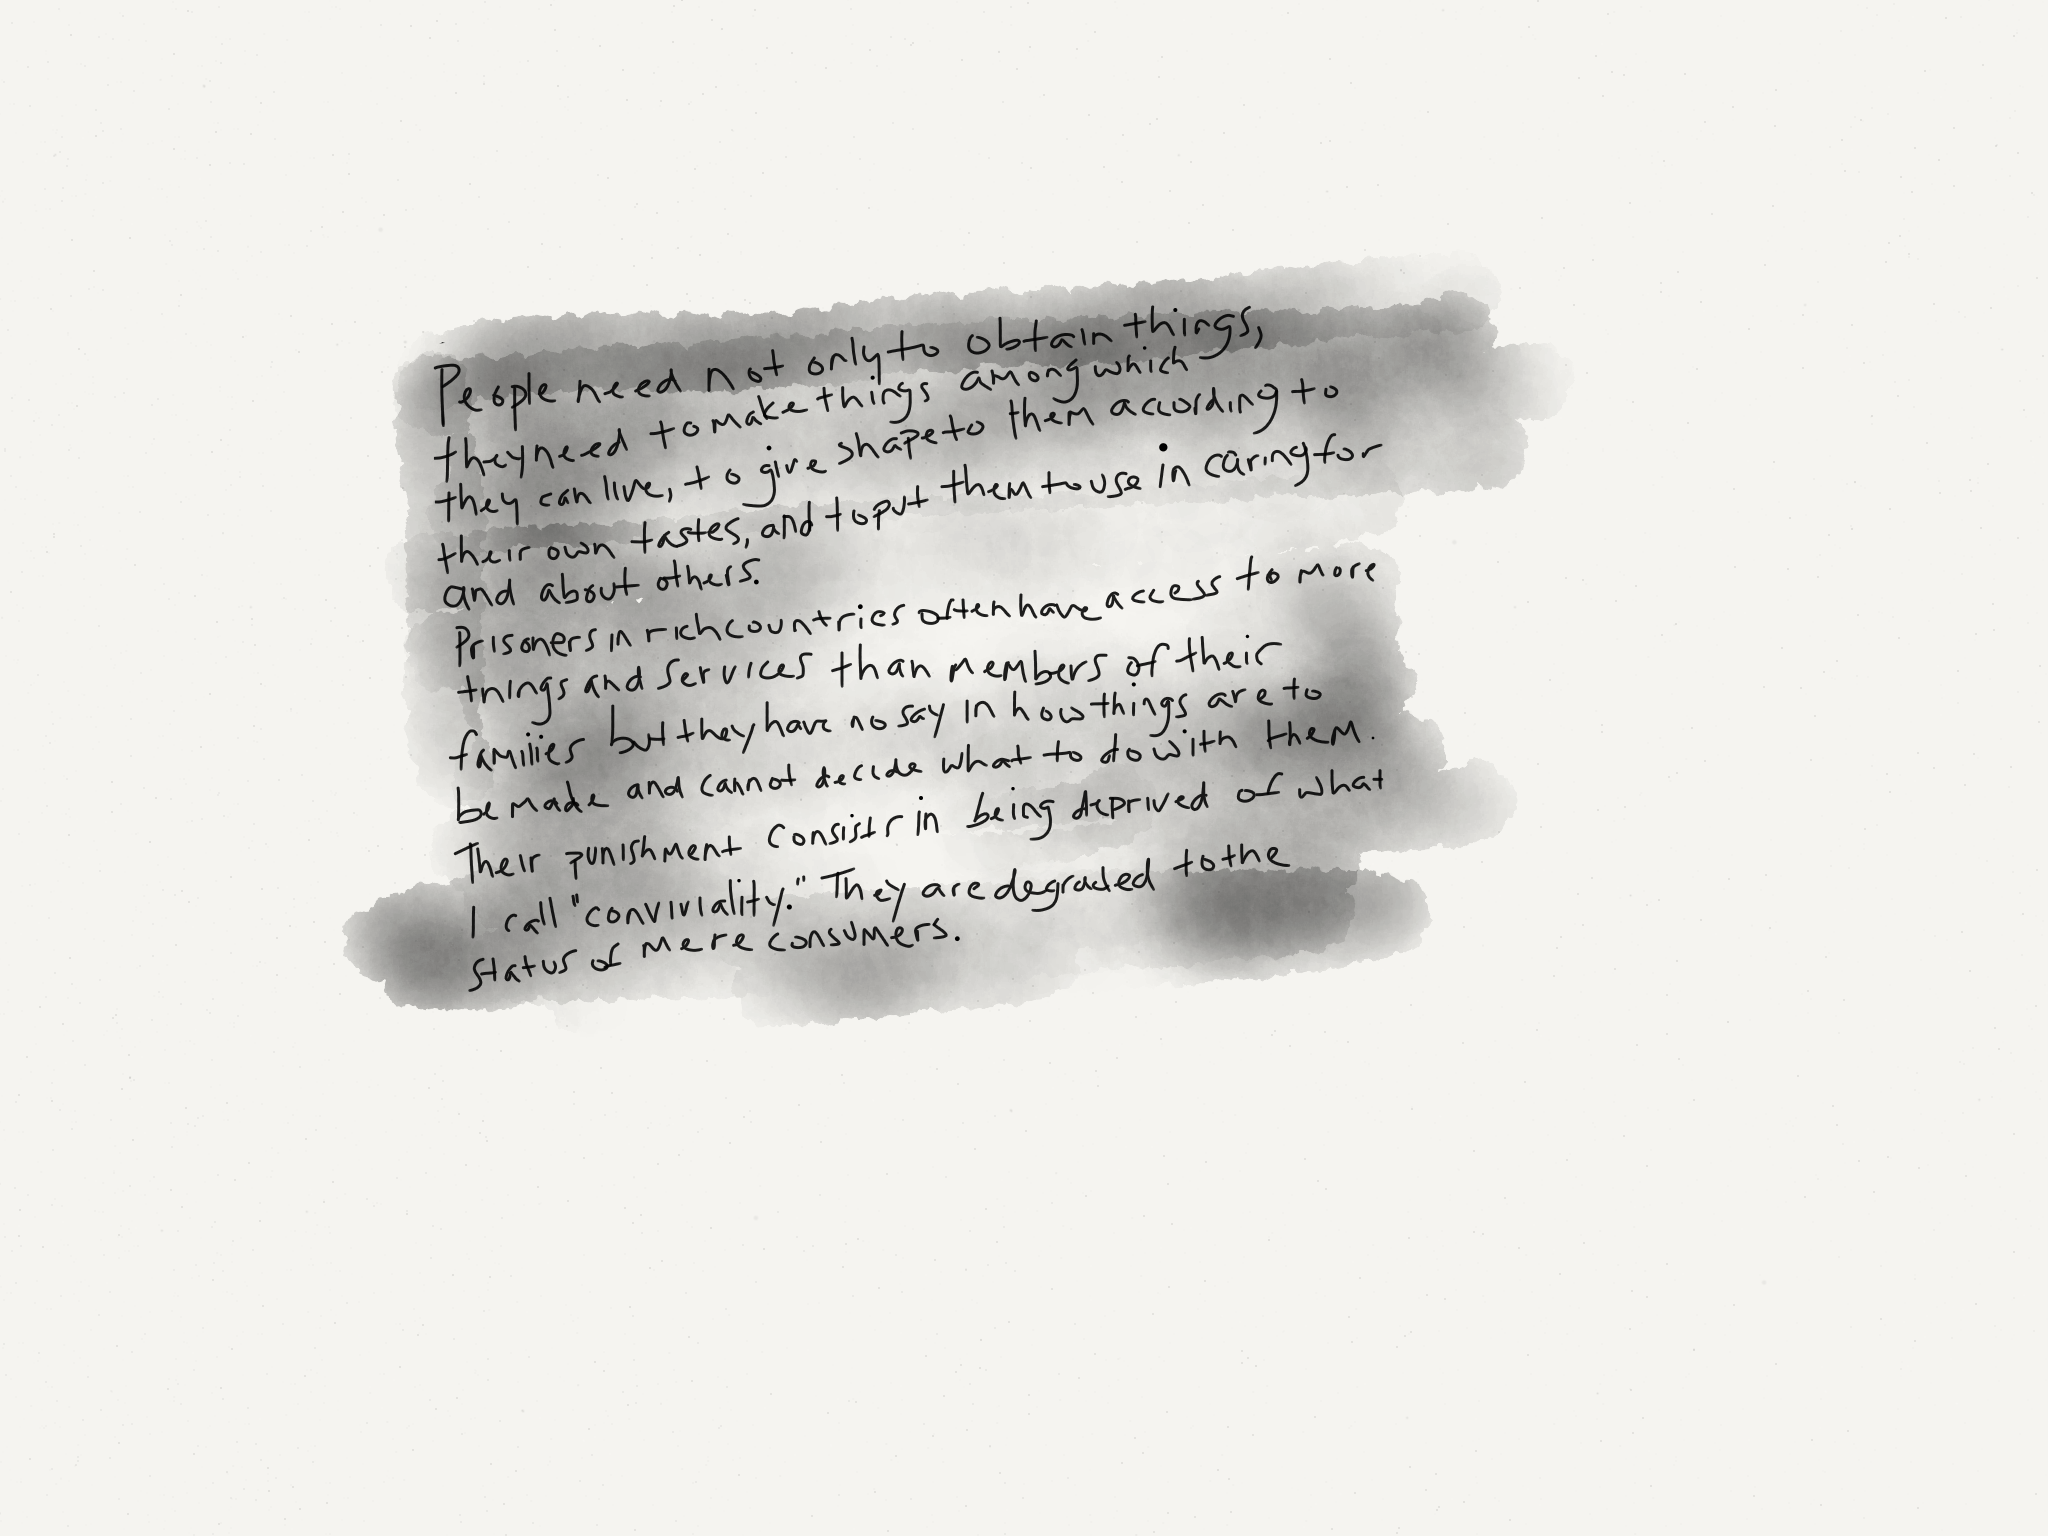 People need not only to obtain things,
they need to make things among which
they can live, to give shape to them according to
their own tastes, and to put them to use in caring for
and about others.
Prisoners in rich countries often have access to more
things and services than members of their
families but they have no say in how things are to
be made and cannot decide what to do with them.
Their punishment consists in being deprived of what
I call "conviviality." They are degraded to the
status of mere consumers.